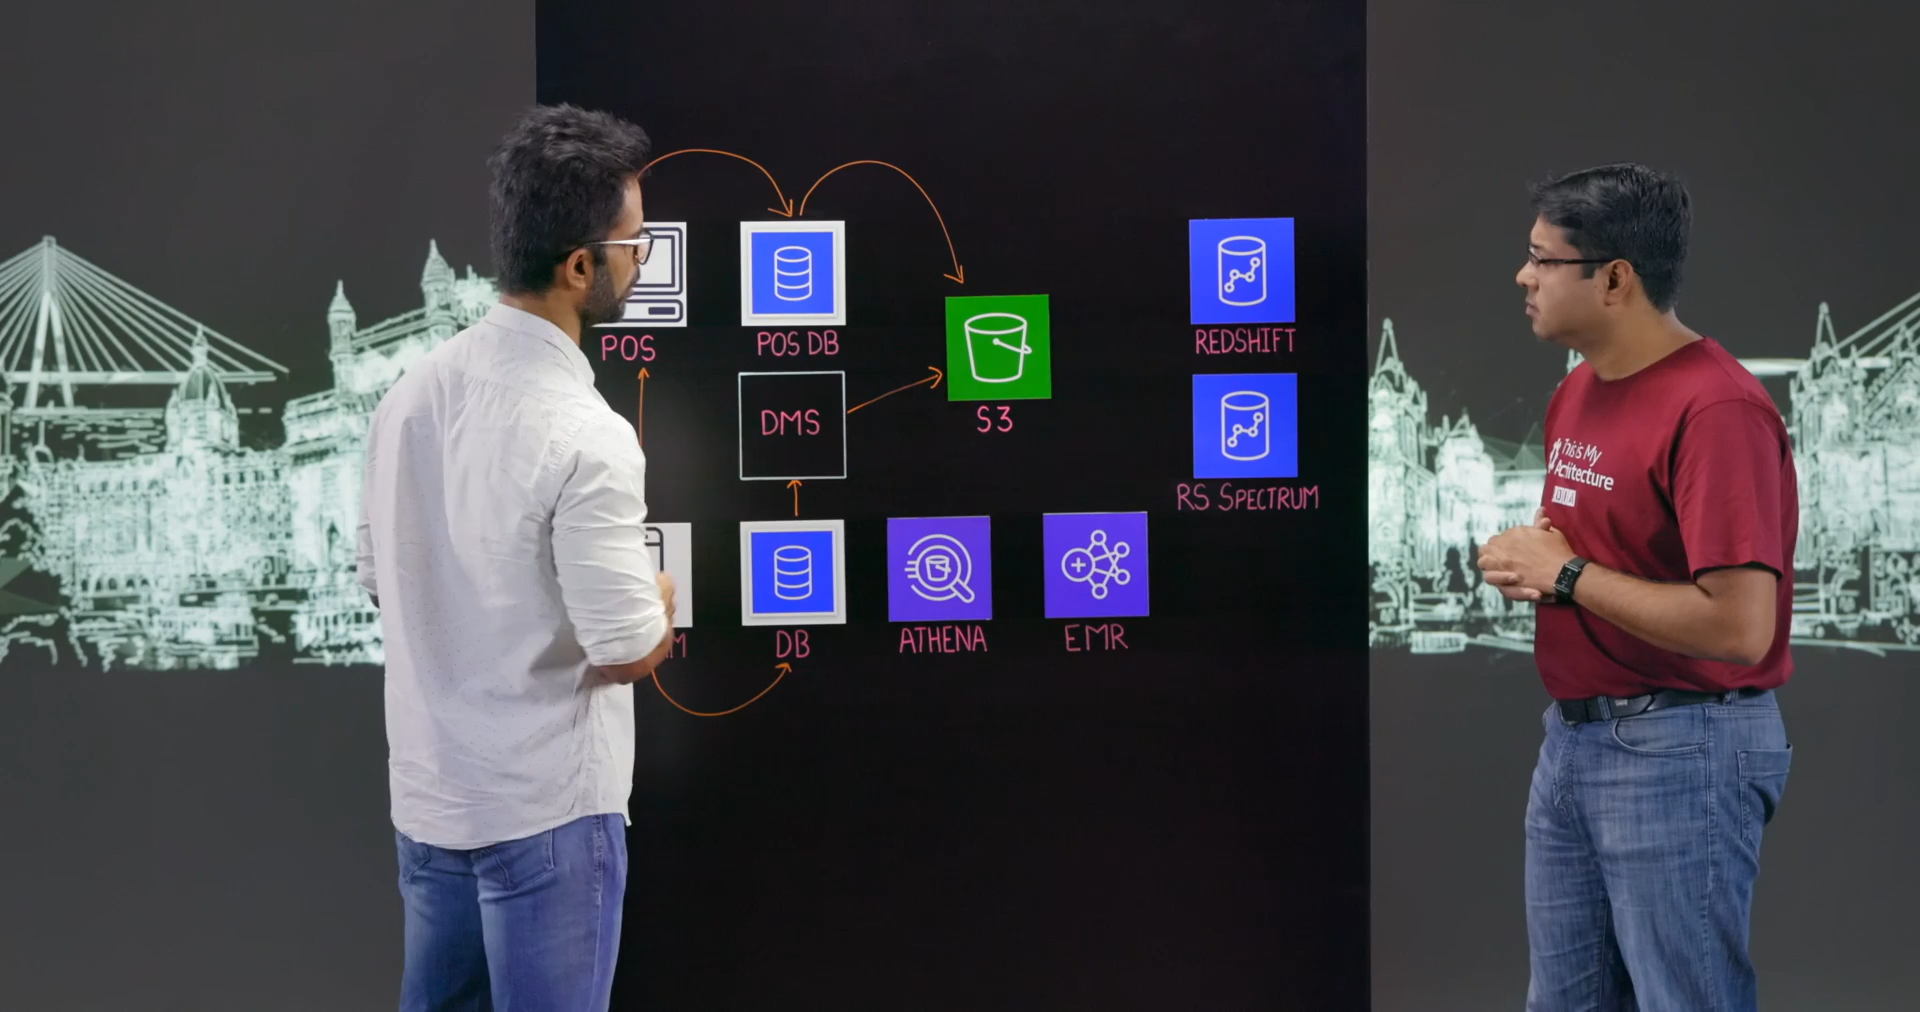 POS
POS DB
DMS
S3
REDSHIFT
RS SPECTRUM
DB
ATHENA
EMR
This is My
Architecture